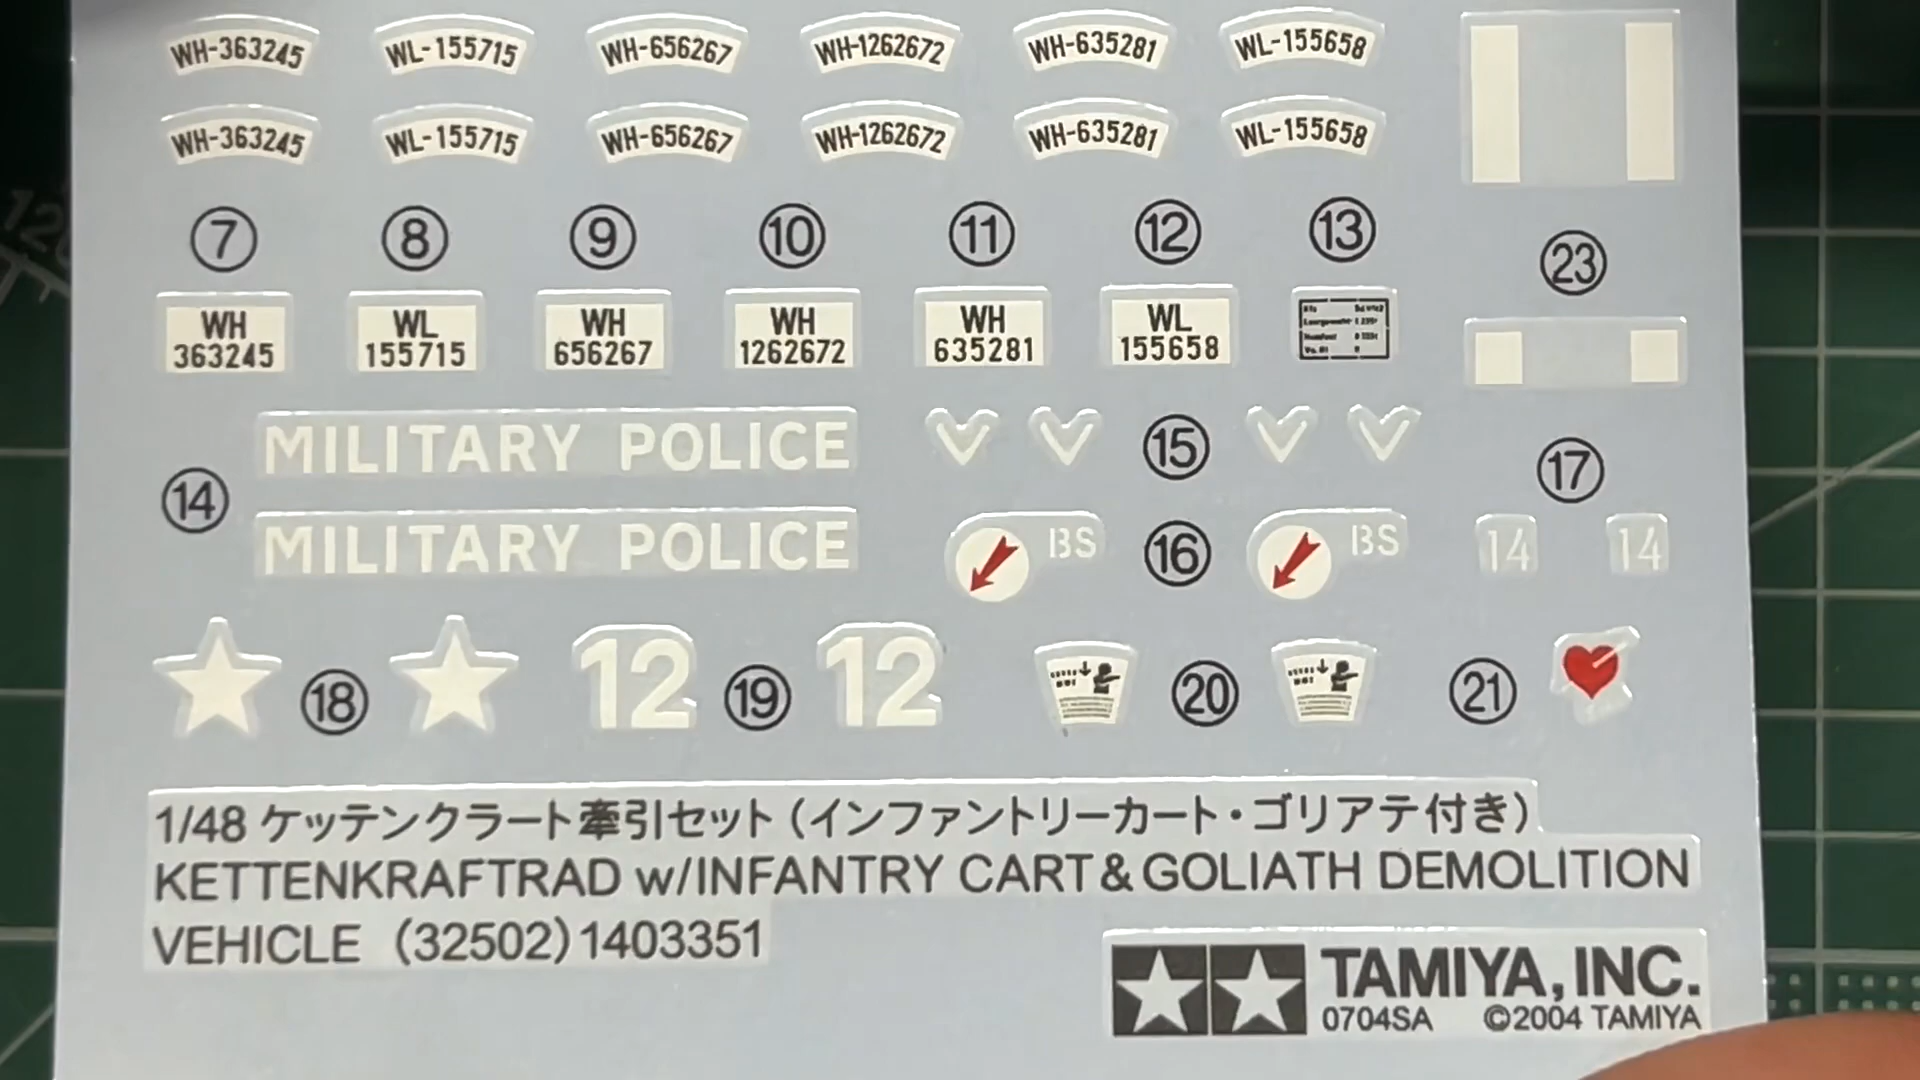 WH-363245 WL-155715 WH-656267 WH-1262672 WH-635281 WL-155658
WH-363245 WL-155715 WH-656267 WH-1262672 WH-635281 WL-155658
7 8 9 10 11 12 13
23
WH WL WH WH WH WL
363245 155715 656267 1262672 635281 155658
MILITARY POLICE
15
17
14
MILITARY POLICE
BS 16 BS
14 14
18 12 19 12 20 21
1/48 ケッテンクラート牽引セット (インファントリーカート・ゴリアテ付き)
KETTENKRAFTRAD w/INFANTRY CART & GOLIATH DEMOLITION
VEHICLE (32502) 1403351
TAMIYA, INC.
0704SA ©2004 TAMIYA
120